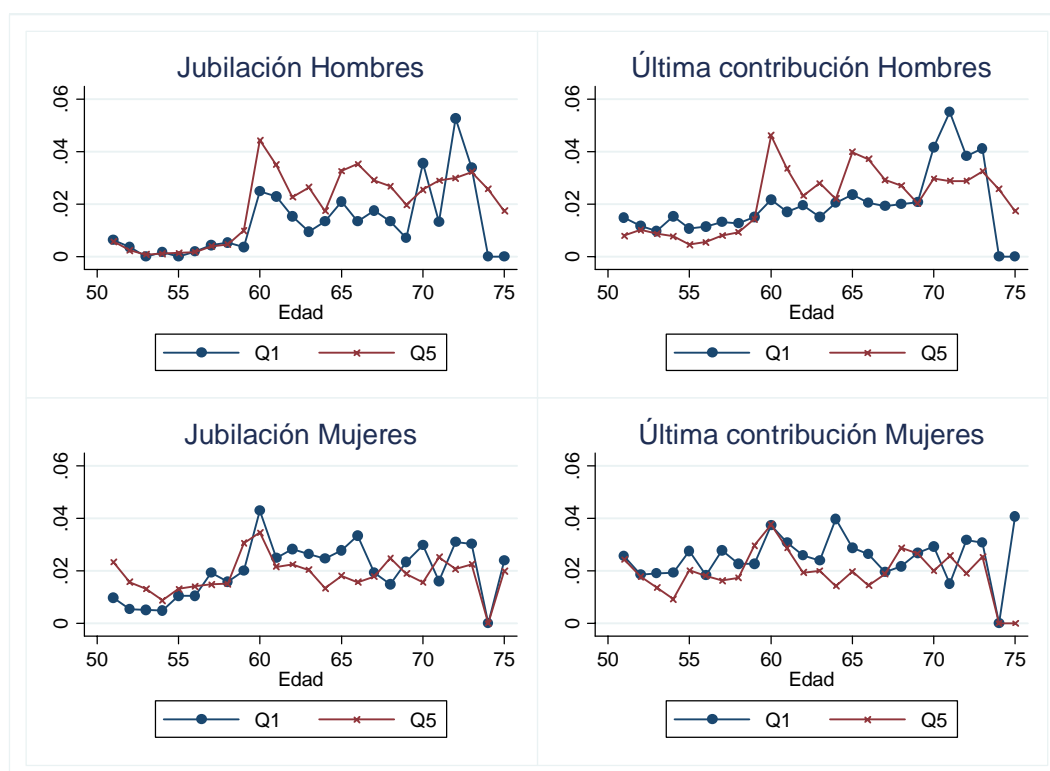 Jubilación Hombres
.06
.04
.02
0
50 55 60 65 70 75
Edad
Q1 Q5
Última contribución Hombres
.06
.04
.02
0
50 55 60 65 70 75
Edad
Q1 Q5
Jubilación Mujeres
.06
.04
.02
0
50 55 60 65 70 75
Edad
Q1 Q5
Última contribución Mujeres
.06
.04
.02
0
50 55 60 65 70 75
Edad
Q1 Q5